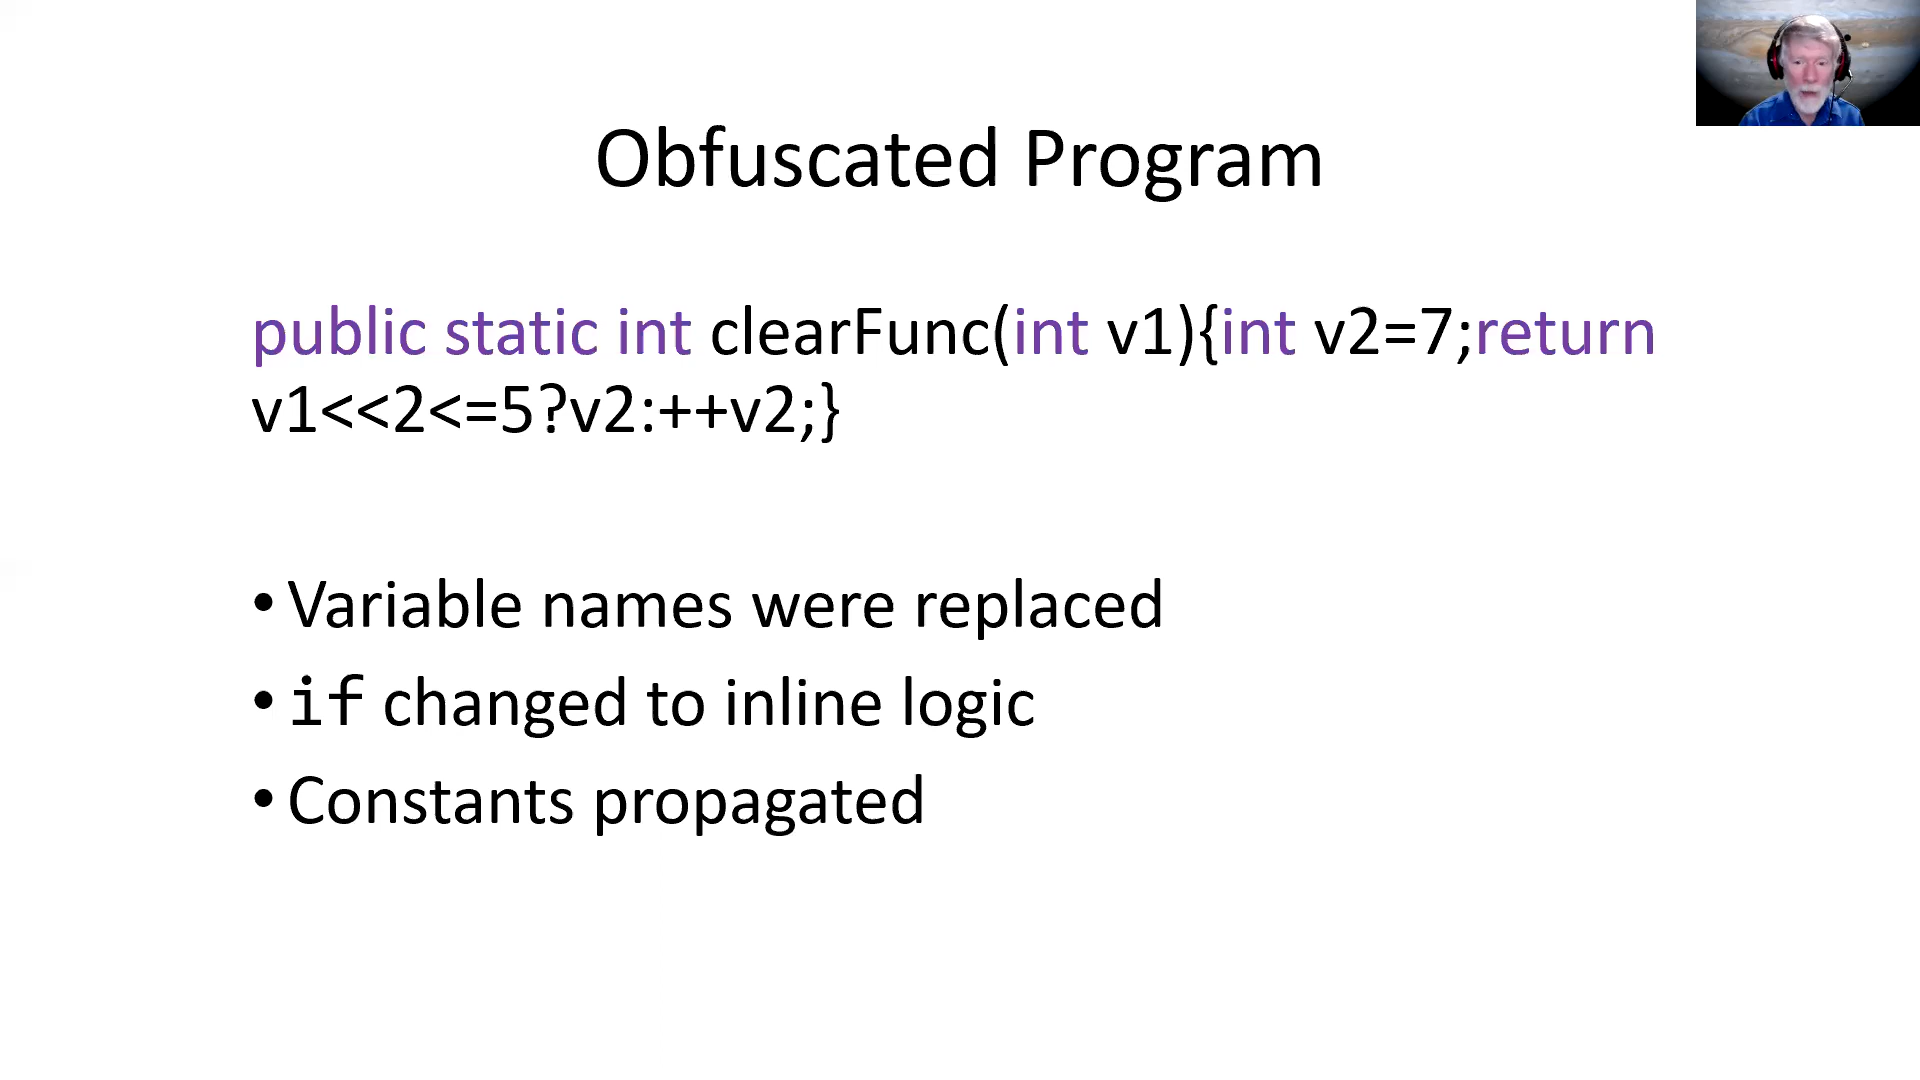 Obfuscated Program
public static int clearFunc(int v1){int v2=7;return
v1<<2<=5?v2:++v2;}
• Variable names were replaced
• if changed to inline logic
• Constants propagated